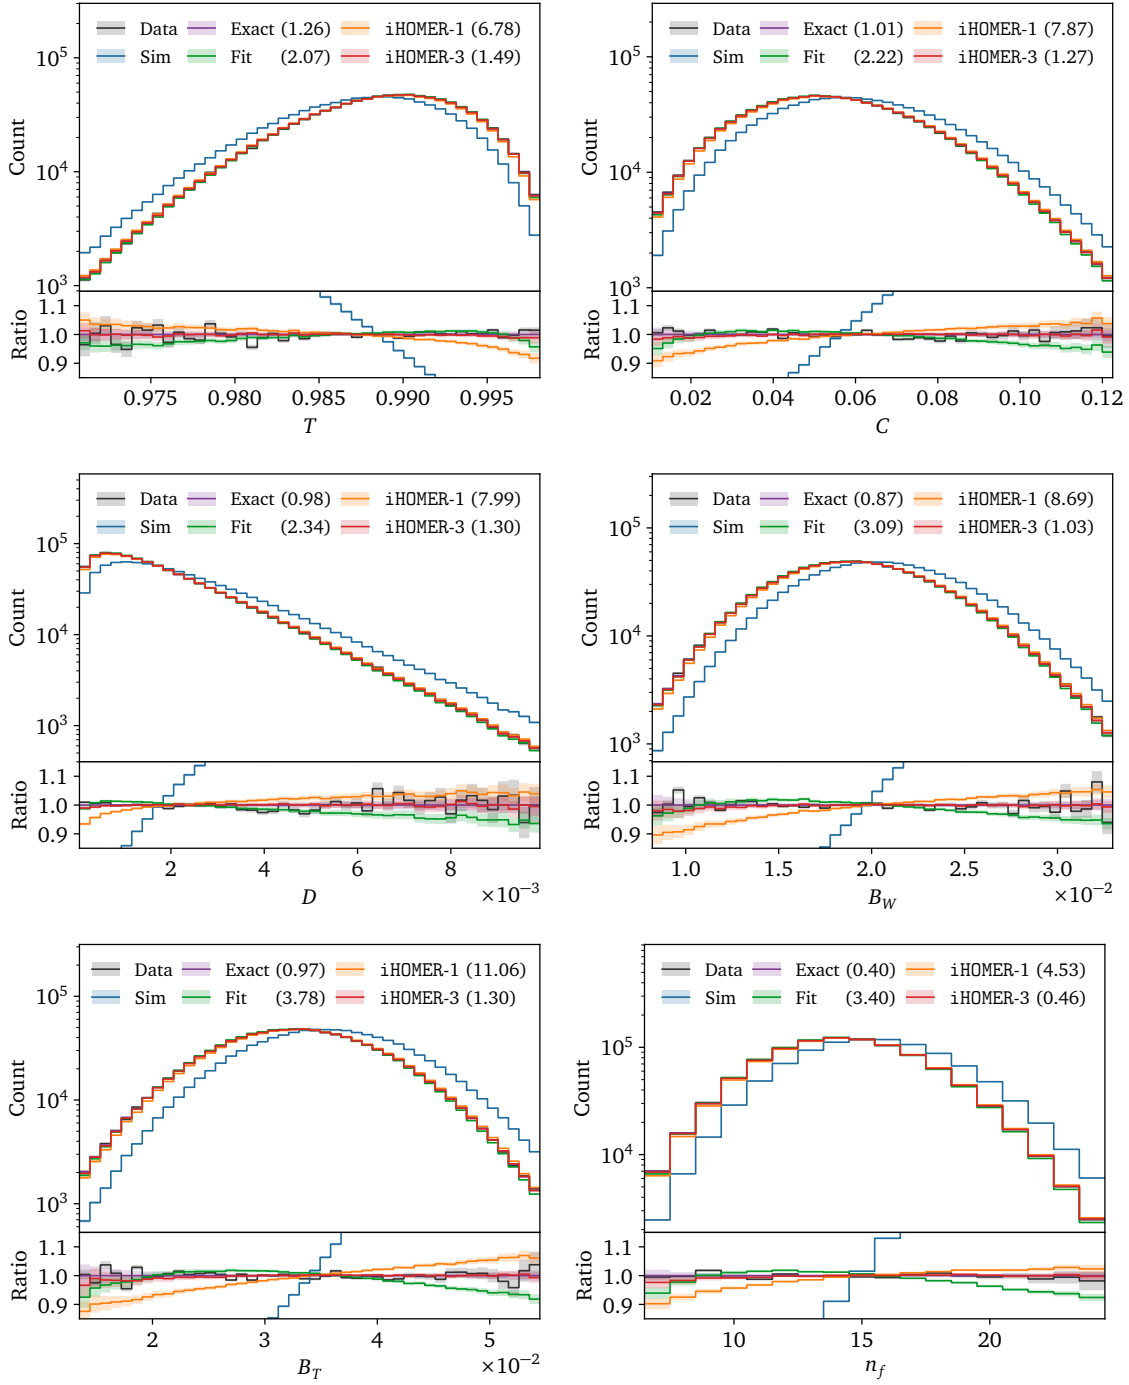 Data Exact (1.26) iHOMER-1 (6.78)
Sim Fit (2.07) iHOMER-3 (1.49)
10^5
10^4
10^3
Count
1.1
1.0
0.9
Ratio
0.975 0.980 0.985 0.990 0.995
T
Data Exact (1.01) iHOMER-1 (7.87)
Sim Fit (2.22) iHOMER-3 (1.27)
10^5
10^4
10^3
Count
1.1
1.0
0.9
Ratio
0.02 0.04 0.06 0.08 0.10 0.12
C
Data Exact (0.98) iHOMER-1 (7.99)
Sim Fit (2.34) iHOMER-3 (1.30)
10^5
10^4
10^3
Count
1.1
1.0
0.9
Ratio
2 4 6 8
×10^−3
D
Data Exact (0.87) iHOMER-1 (8.69)
Sim Fit (3.09) iHOMER-3 (1.03)
10^5
10^4
10^3
Count
1.1
1.0
0.9
Ratio
1.0 1.5 2.0 2.5 3.0
×10^−2
B_W
Data Exact (0.97) iHOMER-1 (11.06)
Sim Fit (3.78) iHOMER-3 (1.30)
10^5
10^4
10^3
Count
1.1
1.0
0.9
Ratio
2 3 4 5
×10^−2
B_T
Data Exact (0.40) iHOMER-1 (4.53)
Sim Fit (3.40) iHOMER-3 (0.46)
10^5
10^4
Count
1.1
1.0
0.9
Ratio
10 15 20
n_f